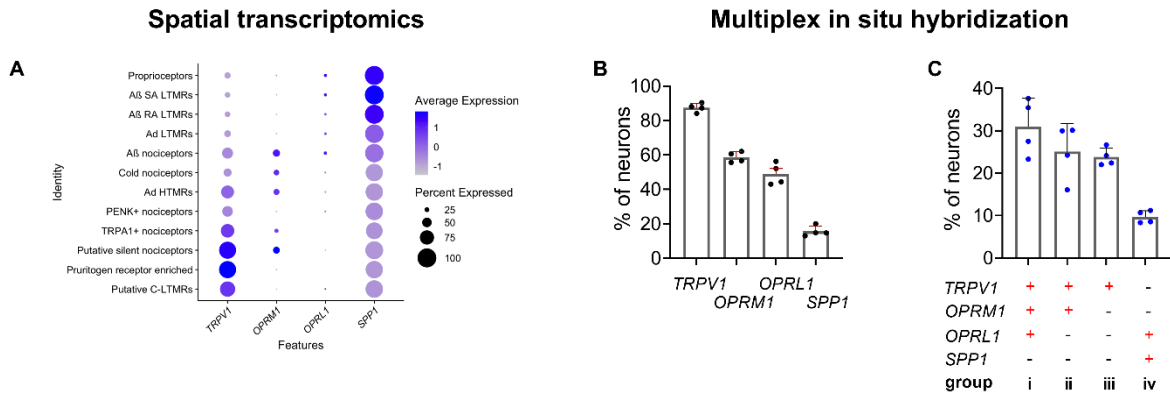 Spatial transcriptomics
Multiplex in situ hybridization
A
Proprioceptors
Aß SA LTMRs
Aß RA LTMRs
Ad LTMRs
Aß nociceptors
Cold nociceptors
Ad HTMRs
PENK+ nociceptors
TRPA1+ nociceptors
Putative silent nociceptors
Pruritogen receptor enriched
Putative C-LTMRs
Identity
TRPV1
OPRM1
OPRL1
SPP1
Features
Average Expression
1
0
-1
Percent Expressed
25
50
75
100
B
% of neurons
100
80
60
40
20
0
TRPV1
OPRM1
OPRL1
SPP1
C
% of neurons
40
30
20
10
0
TRPV1 + + + -
OPRM1 + + - -
OPRL1 + - - +
SPP1 - - - +
group i ii iii iv